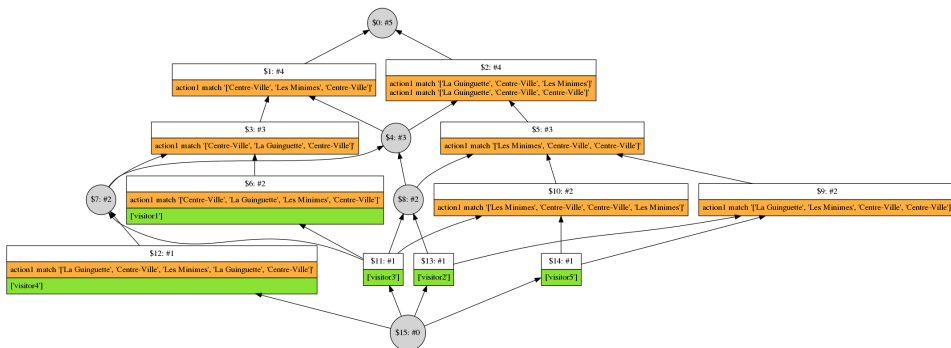 $0: #5
$1: #4
action1 match '['Centre-Ville', 'Les Minimes', 'Centre-Ville']'
$2: #4
action1 match '['La Guinguette', 'Centre-Ville', 'Les Minimes']'
action1 match '['La Guinguette', 'Centre-Ville', 'Centre-Ville']'
$3: #3
action1 match '['Centre-Ville', 'La Guinguette', 'Centre-Ville']'
$4: #3
$5: #3
action1 match '['Les Minimes', 'Centre-Ville', 'Centre-Ville']'
$7: #2
$6: #2
action1 match '['Centre-Ville', 'La Guinguette', 'Les Minimes', 'Centre-Ville']'
['visitor1']
$8: #2
$10: #2
action1 match '['Les Minimes', 'Centre-Ville', 'Centre-Ville', 'Les Minimes']'
$9: #2
action1 match '['La Guinguette', 'Les Minimes', 'Centre-Ville', 'Centre-Ville']'
$12: #1
action1 match '['La Guinguette', 'Centre-Ville', 'Les Minimes', 'La Guinguette', 'Centre-Ville']'
['visitor4']
$11: #1
['visitor3']
$13: #1
['visitor2']
$14: #1
['visitor5']
$15: #0